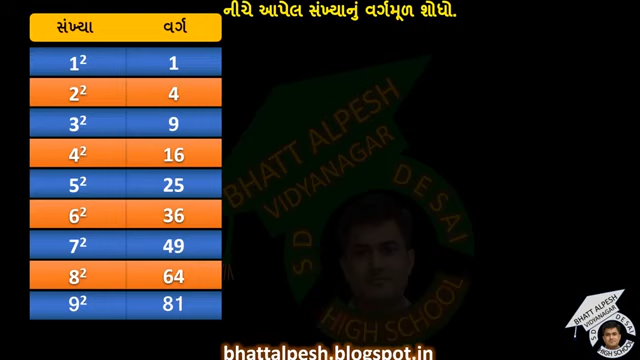 નીચે આપેલ સંખ્યાનું વર્ગમૂળ શોધો.
સંખ્યા વર્ગ
1² 1
2² 4
3² 9
4² 16
5² 25
6² 36
7² 49
8² 64
9² 81
BHATT ALPESH
VIDYANAGAR
S D DESAI
HIGH SCHOOL
BHATT ALPESH
VIDYANAGAR
S D DESAI
HIGH SCHOOL
bhattalpesh.blogspot.in